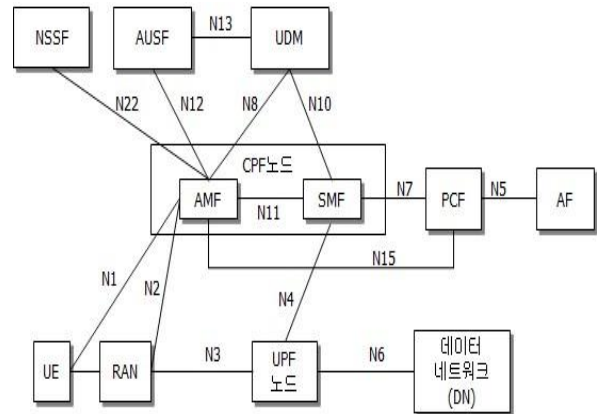 NSSF
AUSF
N13
UDM
N22
N12
N8
N10
CPF노드
AMF
N11
SMF
N7
PCF
N5
AF
N15
N1
N2
N4
UE
RAN
N3
UPF
노드
N6
데이터
네트워크
(DN)